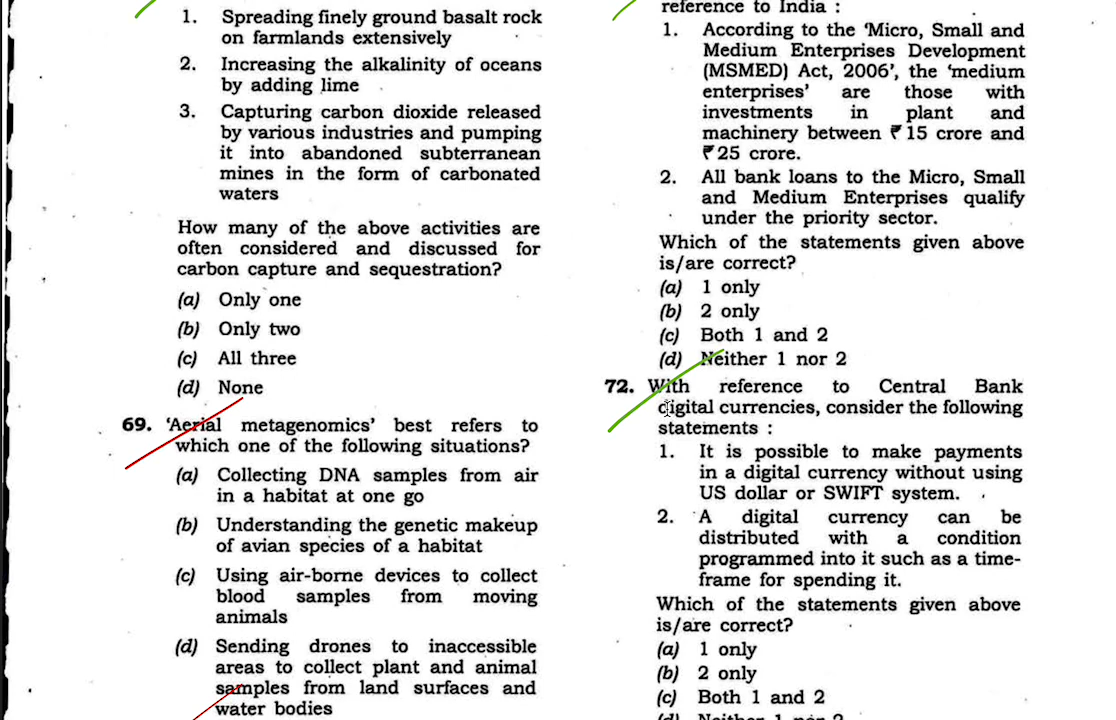 1. Spreading finely ground basalt rock
on farmlands extensively
2. Increasing the alkalinity of oceans
by adding lime
3. Capturing carbon dioxide released
by various industries and pumping
it into abandoned subterranean
mines in the form of carbonated
waters
How many of the above activities are
often considered and discussed for
carbon capture and sequestration?
(a) Only one
(b) Only two
(c) All three
(d) None
69. 'Aerial metagenomics' best refers to
which one of the following situations?
(a) Collecting DNA samples from air
in a habitat at one go
(b) Understanding the genetic makeup
of avian species of a habitat
(c) Using air-borne devices to collect
blood samples from moving
animals
(d) Sending drones to inaccessible
areas to collect plant and animal
samples from land surfaces and
water bodies
reference to India :
1. According to the 'Micro, Small and
Medium Enterprises Development
(MSMED) Act, 2006', the 'medium
enterprises' are those with
investments in plant and
machinery between ₹ 15 crore and
₹ 25 crore.
2. All bank loans to the Micro, Small
and Medium Enterprises qualify
under the priority sector.
Which of the statements given above
is/are correct?
(a) 1 only
(b) 2 only
(c) Both 1 and 2
(d) Neither 1 nor 2
72. With reference to Central Bank
digital currencies, consider the following
statements :
1. It is possible to make payments
in a digital currency without using
US dollar or SWIFT system.
2. A digital currency can be
distributed with a condition
programmed into it such as a time-
frame for spending it.
Which of the statements given above
is/are correct?
(a) 1 only
(b) 2 only
(c) Both 1 and 2
(d) Neither 1 nor 2